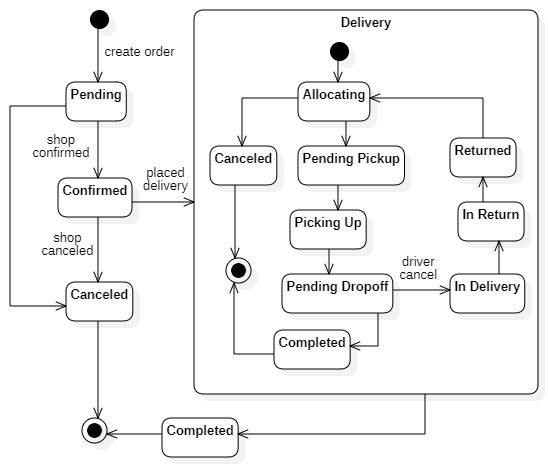 Delivery
create order
Pending
Allocating
shop
confirmed
Canceled
Pending Pickup
Returned
placed
delivery
Confirmed
Picking Up
In Return
shop
canceled
driver
cancel
Canceled
Pending Dropoff
In Delivery
Completed
Completed